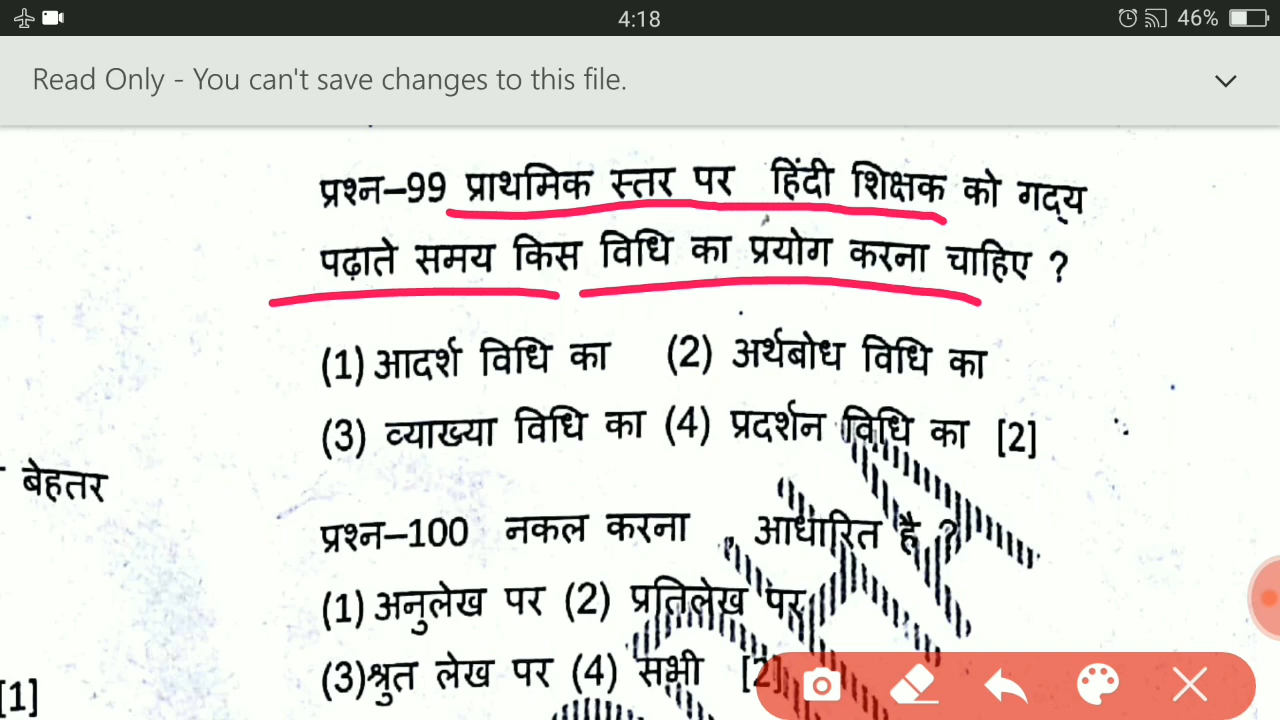 4:18
46%
Read Only - You can't save changes to this file.
प्रश्न–99 प्राथमिक स्तर पर हिंदी शिक्षक को गद्य
पढ़ाते समय किस विधि का प्रयोग करना चाहिए ?
(1) आदर्श विधि का (2) अर्थबोध विधि का
(3) व्याख्या विधि का (4) प्रदर्शन विधि का [2]
बेहतर
प्रश्न–100 नकल करना , आधारित है ?
(1) अनुलेख पर (2) प्रतिलेख पर
(3)श्रुत लेख पर (4) सभी [2]
[1]